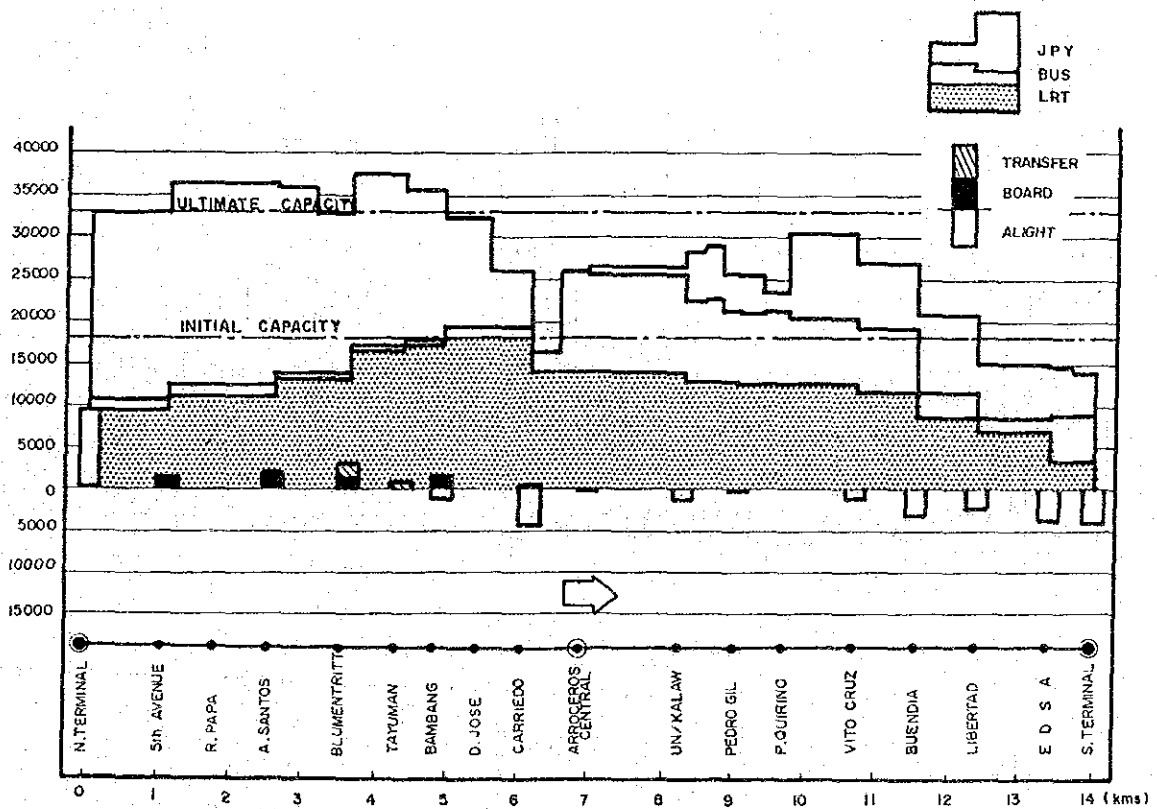 JPY
BUS
LRT
TRANSFER
BOARD
ALIGHT
40000
35000
30000
25000
20000
15000
10000
5000
0
5000
10000
15000
ULTIMATE CAPACITY
INITIAL CAPACITY
N.TERMINAL
5th AVENUE
R. PAPA
A. SANTOS
BLUMENTRITT
TAYUMAN
BAMBANG
D. JOSE
CARRIEDO
ARROCEROS
CENTRAL
UN/KALAW
PEDRO GIL
P.QUIRINO
VITO CRUZ
BUENDIA
LIBERTAD
E D S A
S. TERMINAL
0 1 2 3 4 5 6 7 8 9 10 11 12 13 14 (kms)